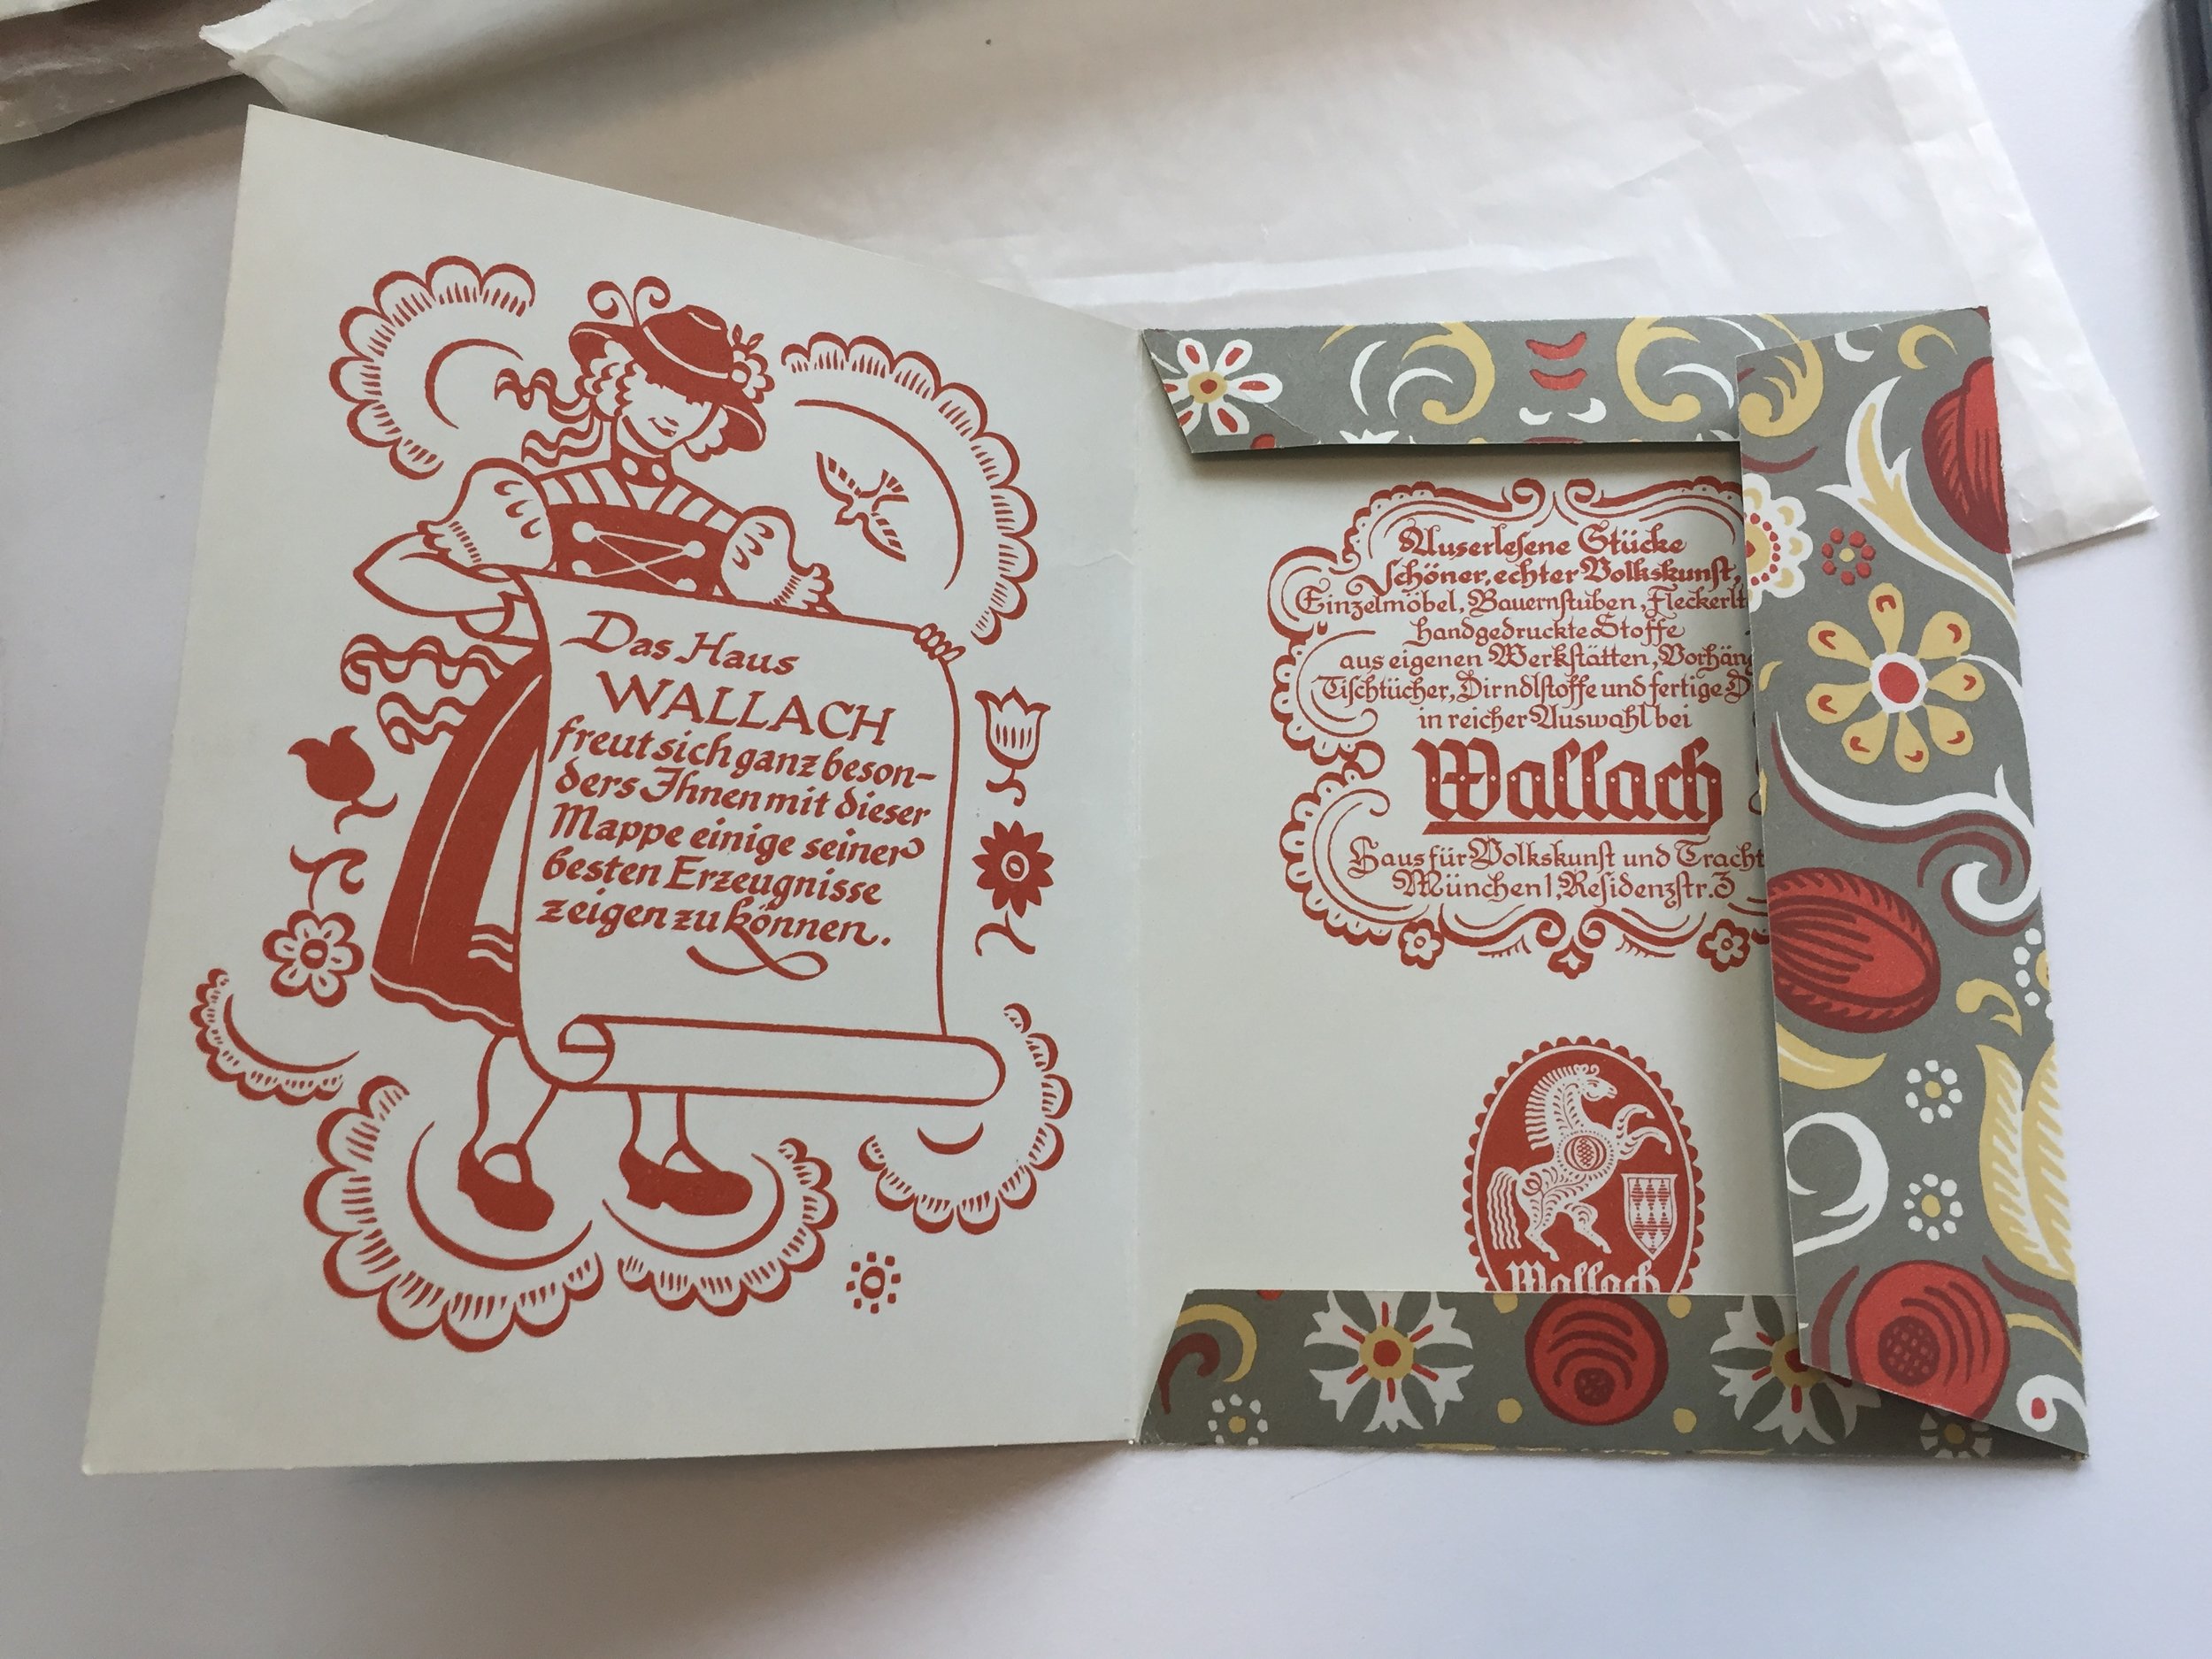 Das Haus
WALLACH
freut sich ganz beson-
ders Ihnen mit dieser
Mappe einige seiner
besten Erzeugnisse
zeigen zu können.
Auserlesene Stücke
schöner, echter Volkskunst,
Einzelmöbel, Bauernstuben, Fleckerlt
handgedruckte Stoffe
aus eigenen Werkstätten, Vorhäng
Tischtücher, Dirndlstoffe und fertige D
in reicher Auswahl bei
Wallach
Haus für Volkskunst und Tracht
München 1, Residenzstr. 3
Wallach